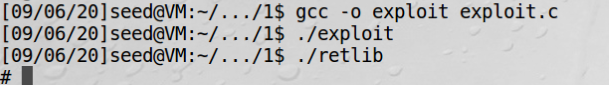 [09/06/20]seed@VM:~/.../1$ gcc -o exploit exploit.c
[09/06/20]seed@VM:~/.../1$ ./exploit
[09/06/20]seed@VM:~/.../1$ ./retlib
#